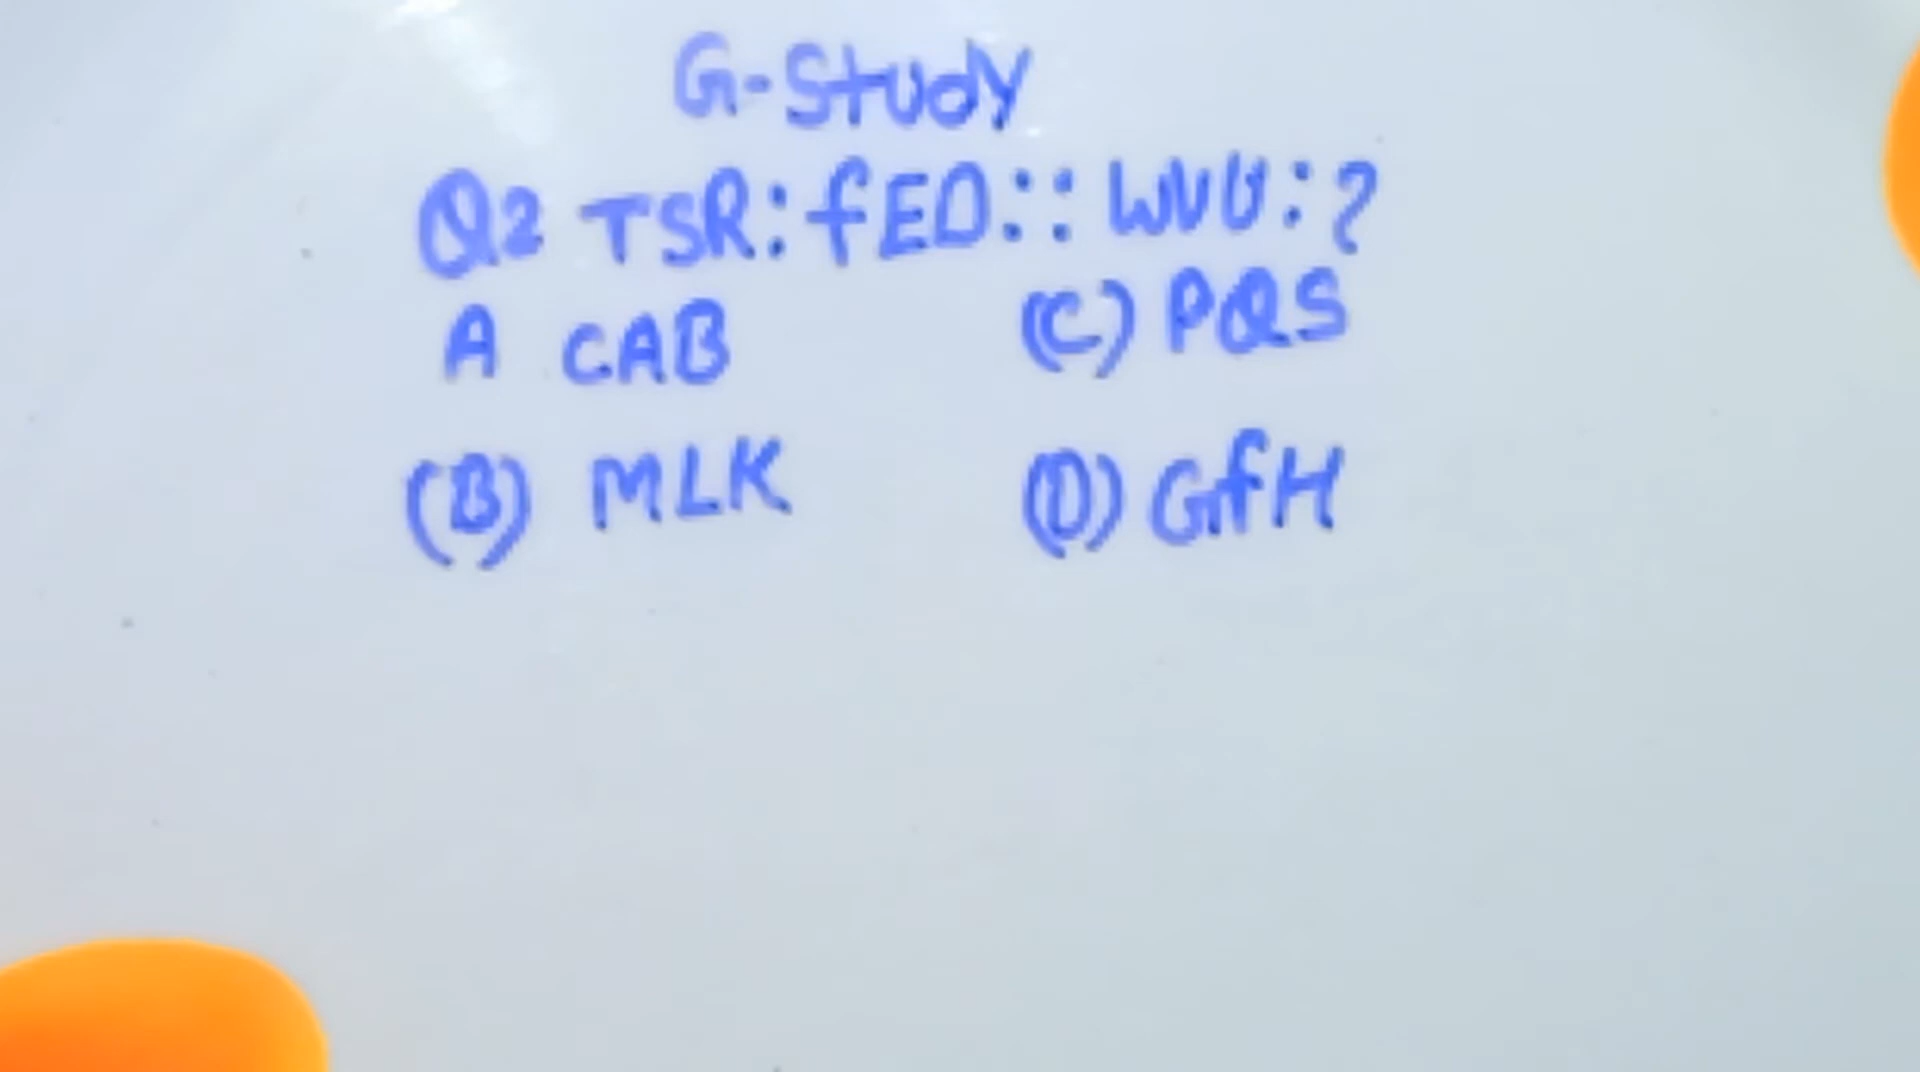 G-Study
Q2 TSR:fED::WVU:?
A CAB (C) PQS
(B) MLK (D) GfH